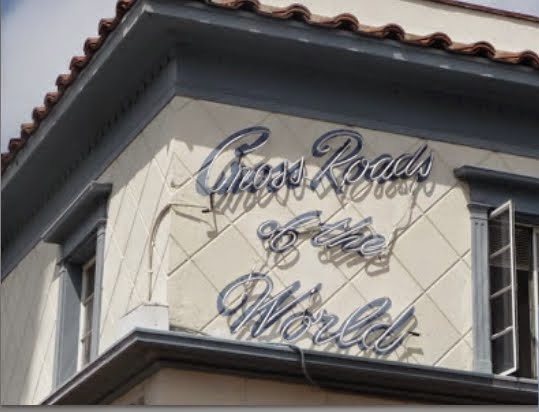 Cross Roads
of the
World